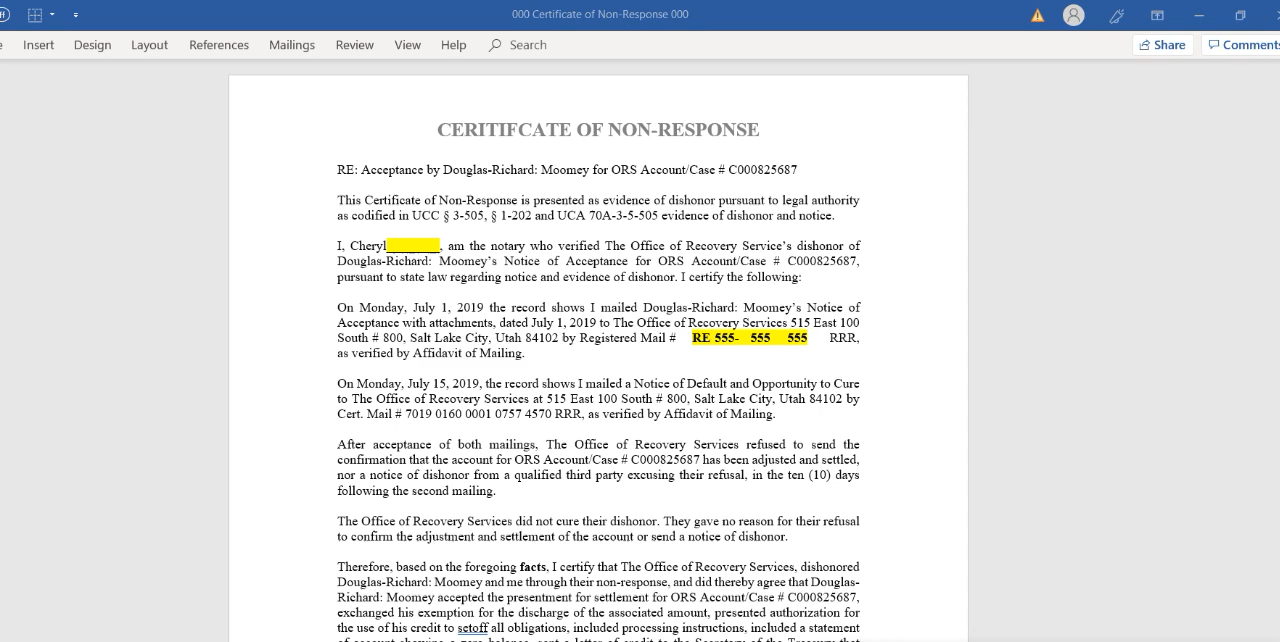 000 Certificate of Non-Response 000
Insert Design Layout References Mailings Review View Help Search Share Comments
CERITIFCATE OF NON-RESPONSE
RE: Acceptance by Douglas-Richard: Moomey for ORS Account/Case # C000825687
This Certificate of Non-Response is presented as evidence of dishonor pursuant to legal authority
as codified in UCC § 3-505, § 1-202 and UCA 70A-3-5-505 evidence of dishonor and notice.
I, Cheryl________, am the notary who verified The Office of Recovery Service's dishonor of
Douglas-Richard: Moomey's Notice of Acceptance for ORS Account/Case # C000825687,
pursuant to state law regarding notice and evidence of dishonor. I certify the following:
On Monday, July 1, 2019 the record shows I mailed Douglas-Richard: Moomey's Notice of
Acceptance with attachments, dated July 1, 2019 to The Office of Recovery Services 515 East 100
South # 800, Salt Lake City, Utah 84102 by Registered Mail # RE 555- 555 555 RRR,
as verified by Affidavit of Mailing.
On Monday, July 15, 2019, the record shows I mailed a Notice of Default and Opportunity to Cure
to The Office of Recovery Services at 515 East 100 South # 800, Salt Lake City, Utah 84102 by
Cert. Mail # 7019 0160 0001 0757 4570 RRR, as verified by Affidavit of Mailing.
After acceptance of both mailings, The Office of Recovery Services refused to send the
confirmation that the account for ORS Account/Case # C000825687 has been adjusted and settled,
nor a notice of dishonor from a qualified third party excusing their refusal, in the ten (10) days
following the second mailing.
The Office of Recovery Services did not cure their dishonor. They gave no reason for their refusal
to confirm the adjustment and settlement of the account or send a notice of dishonor.
Therefore, based on the foregoing facts, I certify that The Office of Recovery Services, dishonored
Douglas-Richard: Moomey and me through their non-response, and did thereby agree that Douglas-
Richard: Moomey accepted the presentment for settlement for ORS Account/Case # C000825687,
exchanged his exemption for the discharge of the associated amount, presented authorization for
the use of his credit to setoff all obligations, included processing instructions, included a statement